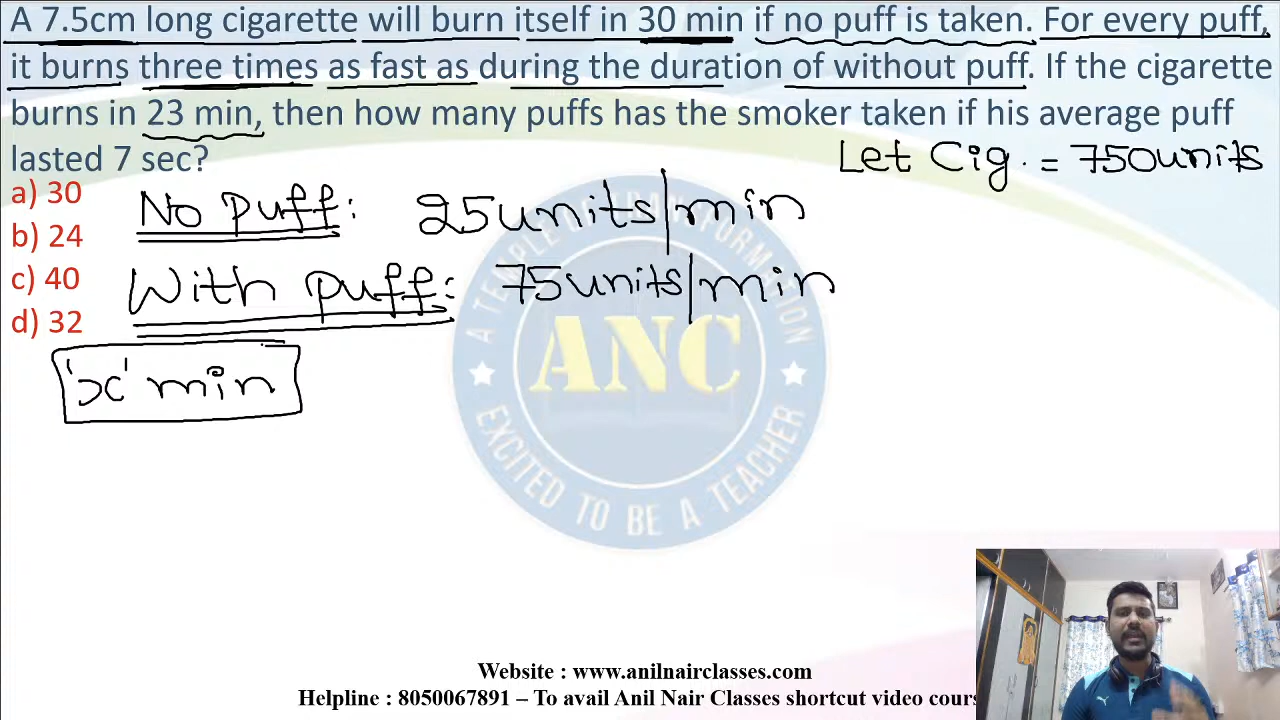 A 7.5cm long cigarette will burn itself in 30 min if no puff is taken. For every puff,
it burns three times as fast as during the duration of without puff. If the cigarette
burns in 23 min, then how many puffs has the smoker taken if his average puff
lasted 7 sec?
Let Cig. = 750units
a) 30
b) 24
c) 40
d) 32
No puff: 25units|min
With puff: 75units|min
'x' min
A TEMPLE OF TRANSFORMATION
ANC
EXCITED TO BE A TEACHER
Website : www.anilnairclasses.com
Helpline : 8050067891 – To avail Anil Nair Classes shortcut video cours